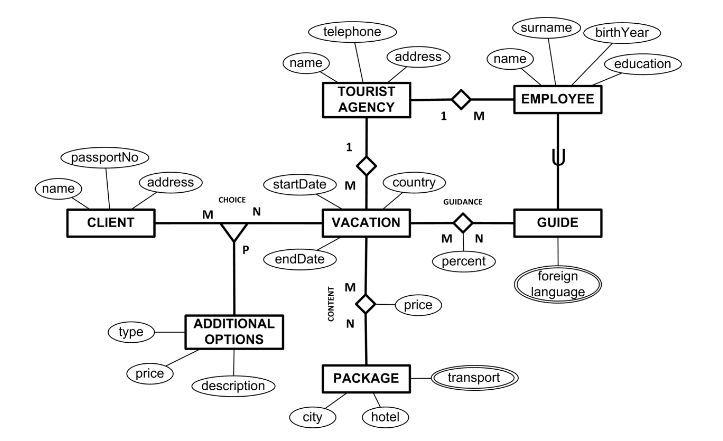 surname
telephone
birthYear
name
address
name
education
TOURIST
AGENCY
EMPLOYEE
1
M
1
passportNo
M
startDate
country
name
address
CHOICE
GUIDANCE
M
N
CLIENT
VACATION
GUIDE
M
N
P
endDate
percent
foreign
language
M
CONTENT
price
N
ADDITIONAL
OPTIONS
type
price
description
PACKAGE
transport
city
hotel